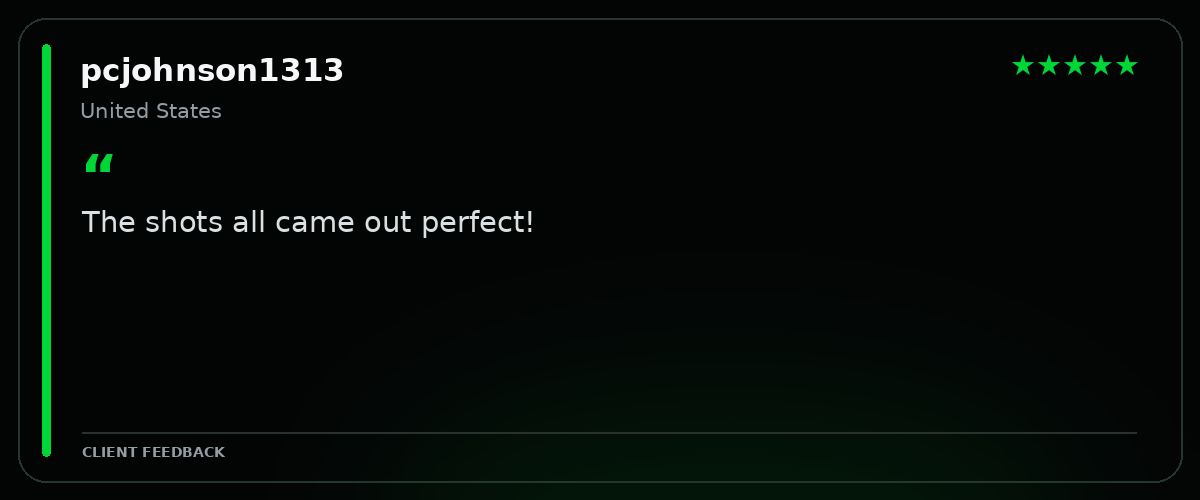 pcjohnson1313
★★★★★
United States
“
The shots all came out perfect!
CLIENT FEEDBACK